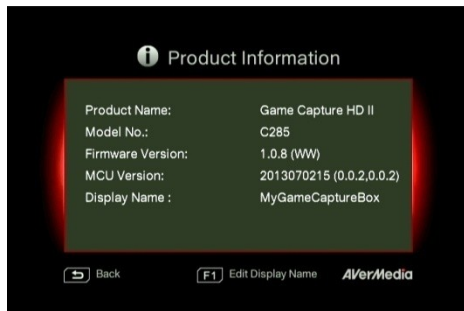 Product Information
Product Name: Game Capture HD II
Model No.: C285
Firmware Version: 1.0.8 (WW)
MCU Version: 2013070215 (0.0.2,0.0.2)
Display Name : MyGameCaptureBox
Back F1 Edit Display Name AVerMedia